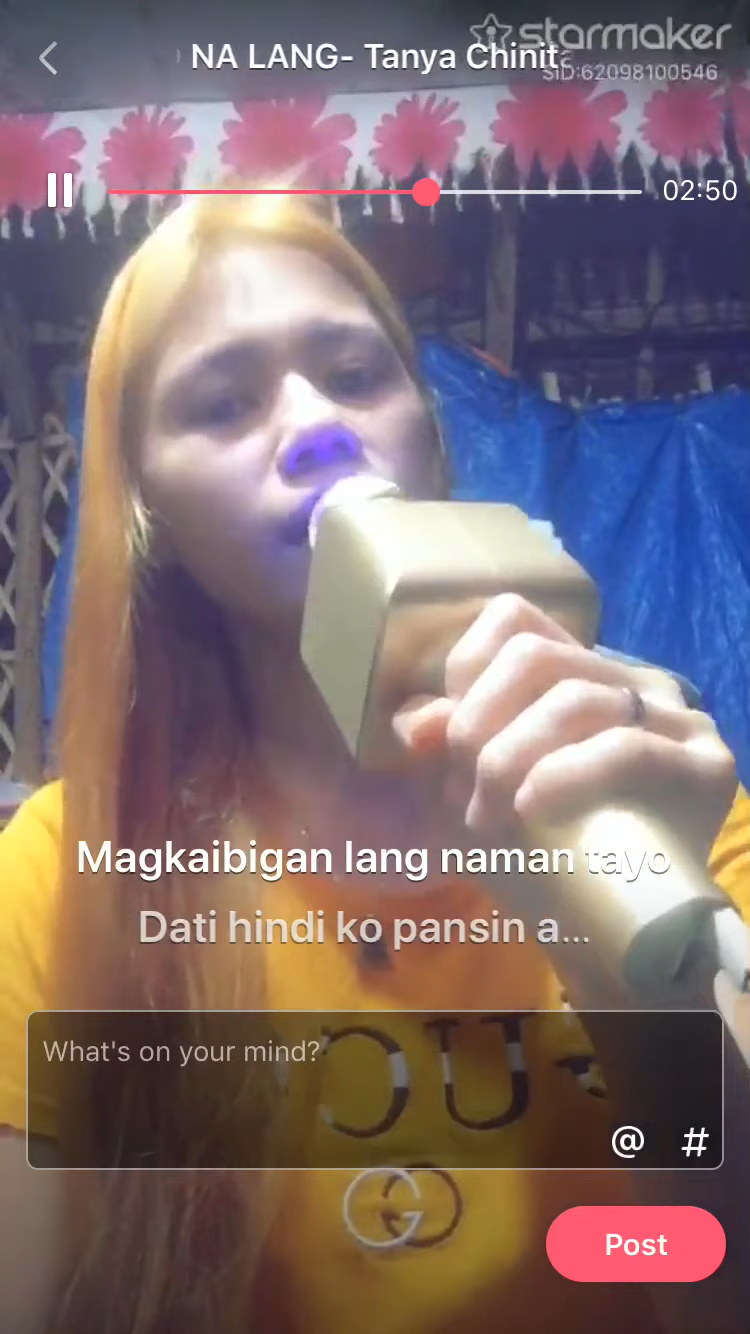 starmaker
NA LANG- Tanya Chinit
SID:62098100546
02:50
Magkaibigan lang naman tayo
Dati hindi ko pansin a...
What's on your mind?
@ #
Post